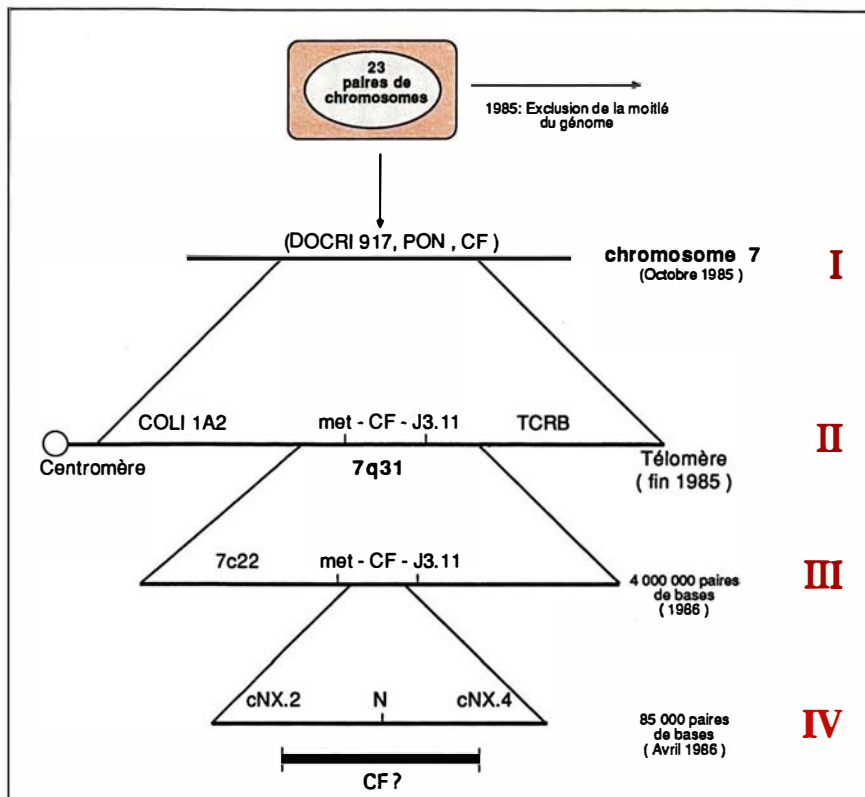 23
paires de
chromosomes
1985: Exclusion de la moitié
du génome
(DOCRI 917, PON , CF )
chromosome 7
(Octobre 1985 )
I
COLI 1A2
met - CF - J3.11
TCRB
II
Centromère
7q31
Télomère
( fin 1985 )
7c22
met - CF - J3.11
4 000 000 paires
de bases
( 1986 )
III
cNX.2
N
cNX.4
85 000 paires
de bases
( Avril 1986 )
IV
CF ?